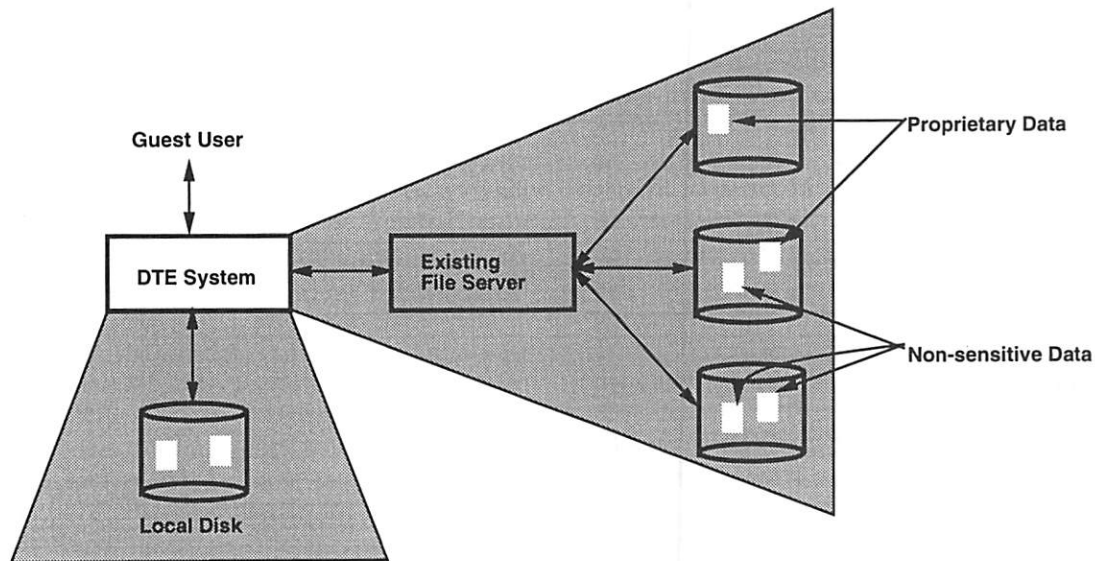 Guest User
DTE System
Existing
File Server
Proprietary Data
Non-sensitive Data
Local Disk